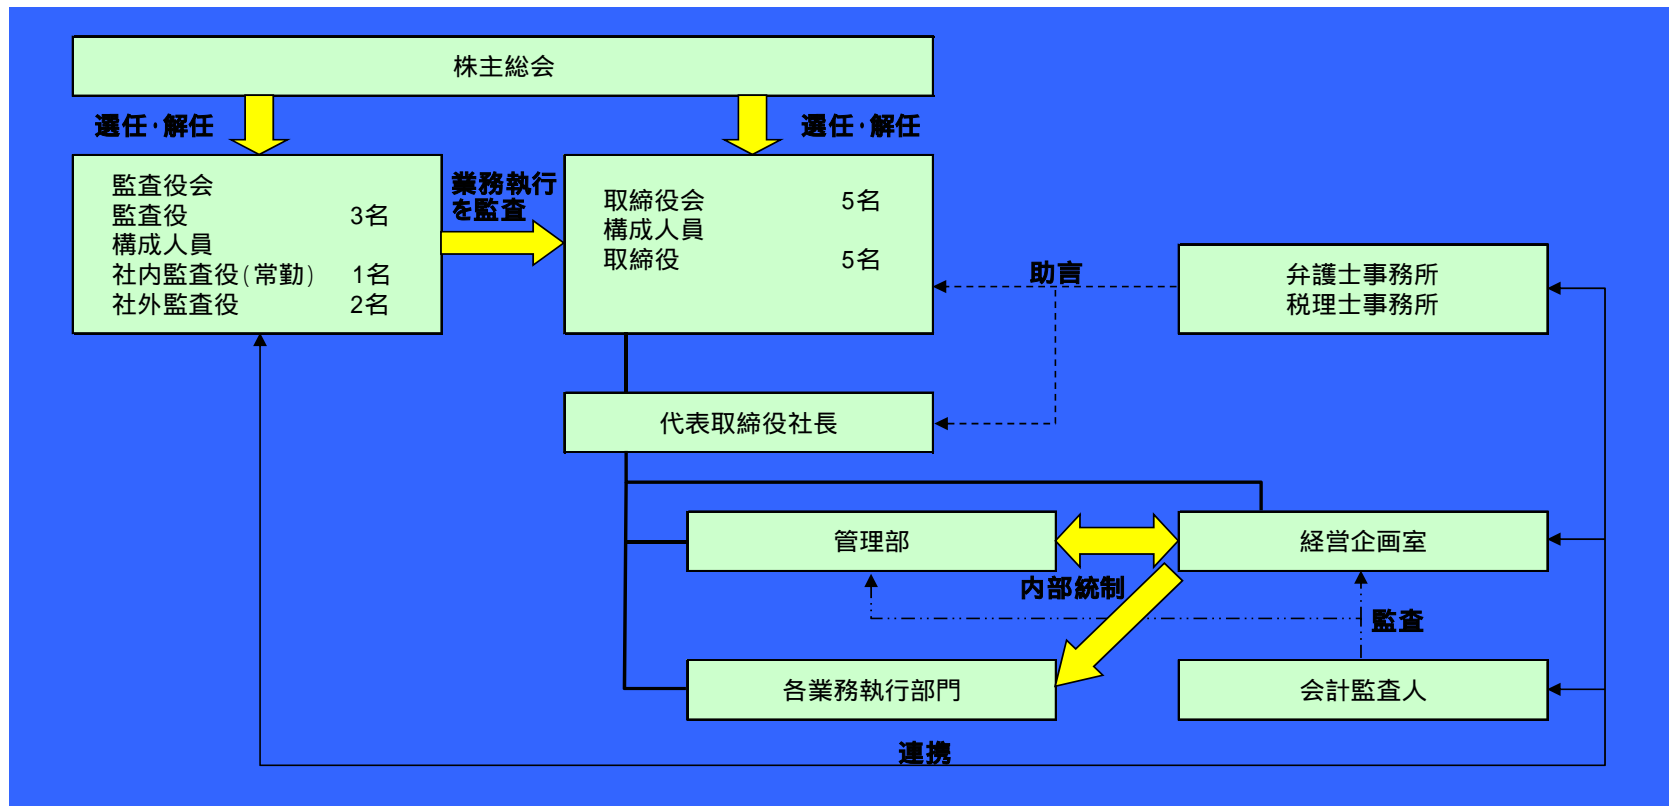 株主総会
選任・解任
選任・解任
監査役会
監査役 3名
構成人員
社内監査役(常勤) 1名
社外監査役 2名
業務執行
を監査
取締役会 5名
構成人員
取締役 5名
助言
弁護士事務所
税理士事務所
代表取締役社長
管理部
経営企画室
内部統制
監査
各業務執行部門
会計監査人
連携